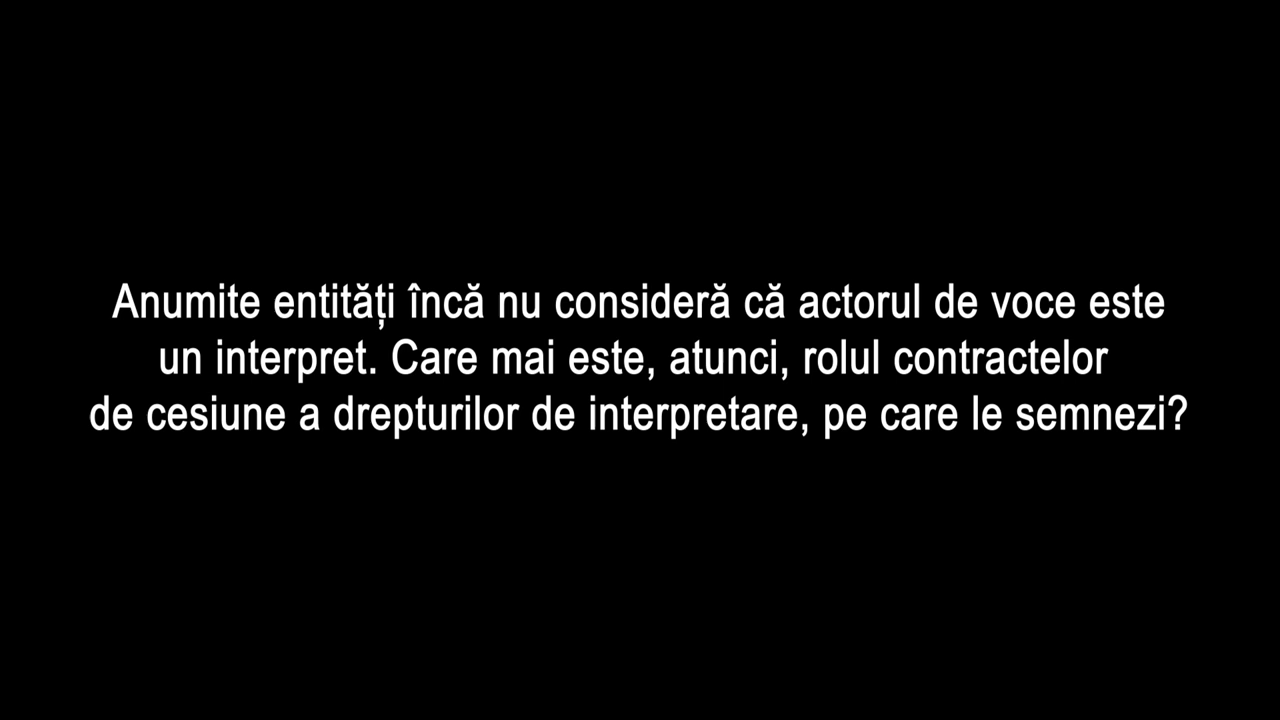 Anumite entități încă nu consideră că actorul de voce este
un interpret. Care mai este, atunci, rolul contractelor
de cesiune a drepturilor de interpretare, pe care le semnezi?